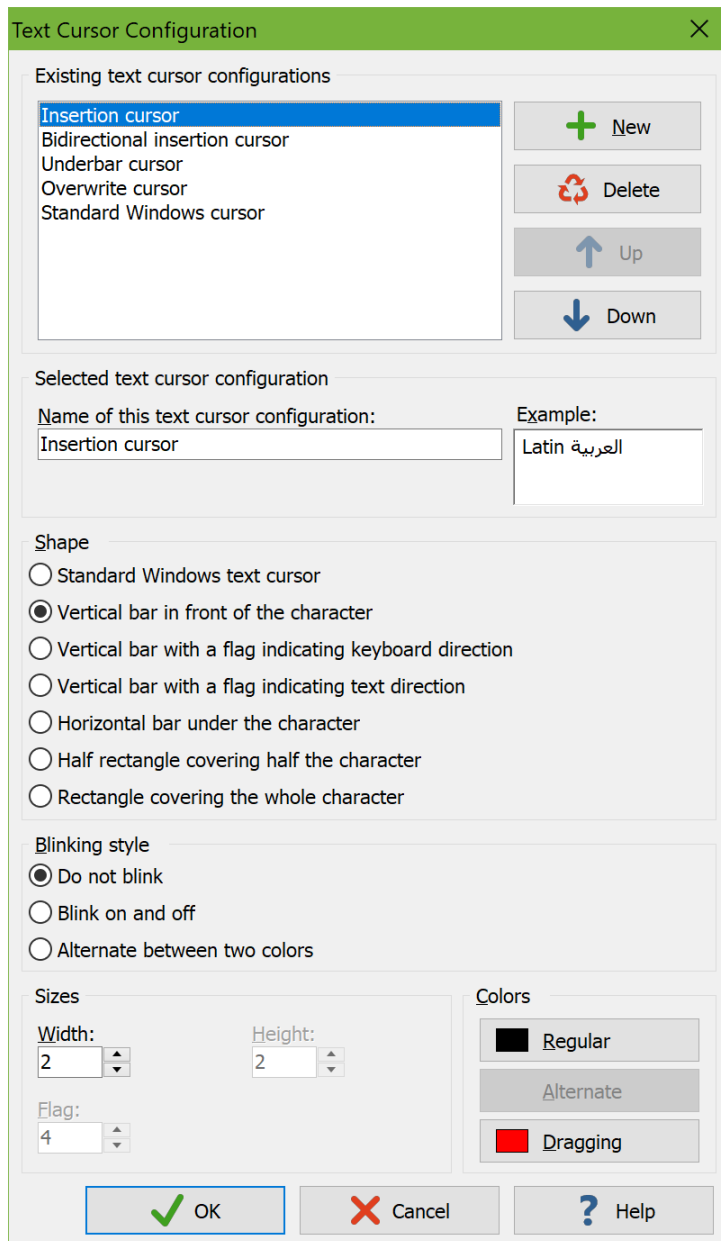 Text Cursor Configuration
Existing text cursor configurations
Insertion cursor
Bidirectional insertion cursor
Underbar cursor
Overwrite cursor
Standard Windows cursor
New
Delete
Up
Down
Selected text cursor configuration
Name of this text cursor configuration:
Insertion cursor
Example:
Latin العربية
Shape
Standard Windows text cursor
Vertical bar in front of the character
Vertical bar with a flag indicating keyboard direction
Vertical bar with a flag indicating text direction
Horizontal bar under the character
Half rectangle covering half the character
Rectangle covering the whole character
Blinking style
Do not blink
Blink on and off
Alternate between two colors
Sizes
Width:
2
Height:
2
Flag:
4
Colors
Regular
Alternate
Dragging
OK
Cancel
Help